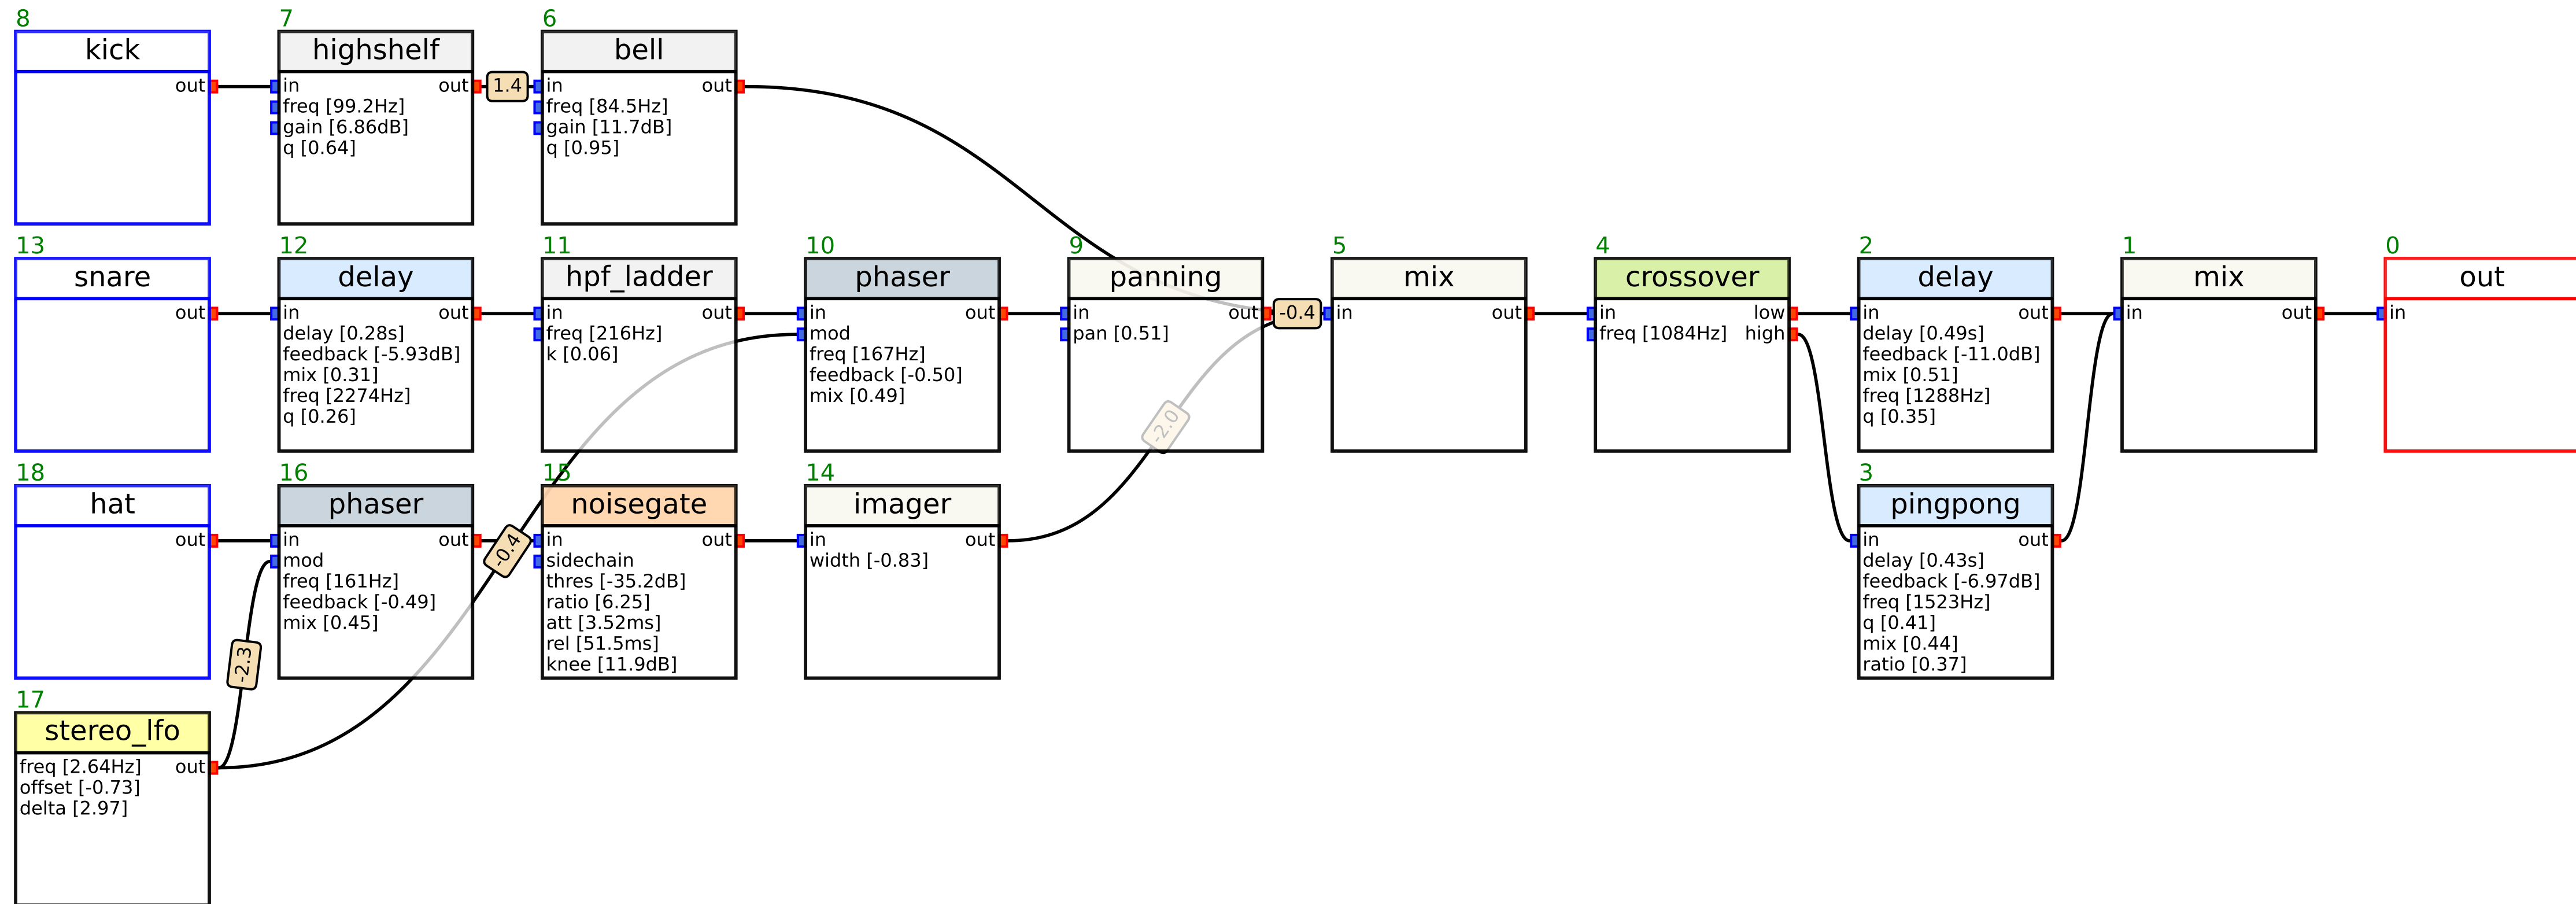 8
kick
out
7
highshelf
in out
freq [99.2Hz]
gain [6.86dB]
q [0.64]
1.4
6
bell
in out
freq [84.5Hz]
gain [11.7dB]
q [0.95]
13
snare
out
12
delay
in out
delay [0.28s]
feedback [-5.93dB]
mix [0.31]
freq [2274Hz]
q [0.26]
11
hpf_ladder
in out
freq [216Hz]
k [0.06]
10
phaser
in out
mod
freq [167Hz]
feedback [-0.50]
mix [0.49]
9
panning
in out
pan [0.51]
-2.0
-0.4
5
mix
in out
4
crossover
in low
freq [1084Hz] high
2
delay
in out
delay [0.49s]
feedback [-11.0dB]
mix [0.51]
freq [1288Hz]
q [0.35]
1
mix
in out
0
out
in
18
hat
out
16
phaser
in out
mod
freq [161Hz]
feedback [-0.49]
mix [0.45]
-2.3
-0.4
15
noisegate
in out
sidechain
thres [-35.2dB]
ratio [6.25]
att [3.52ms]
rel [51.5ms]
knee [11.9dB]
14
imager
in out
width [-0.83]
3
pingpong
in out
delay [0.43s]
feedback [-6.97dB]
freq [1523Hz]
q [0.41]
mix [0.44]
ratio [0.37]
17
stereo_lfo
freq [2.64Hz] out
offset [-0.73]
delta [2.97]